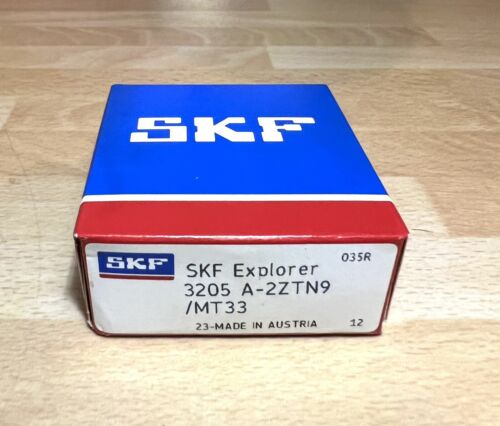 SKF
035R
SKF SKF Explorer
3205 A-2ZTN9
/MT33
23-MADE IN AUSTRIA 12